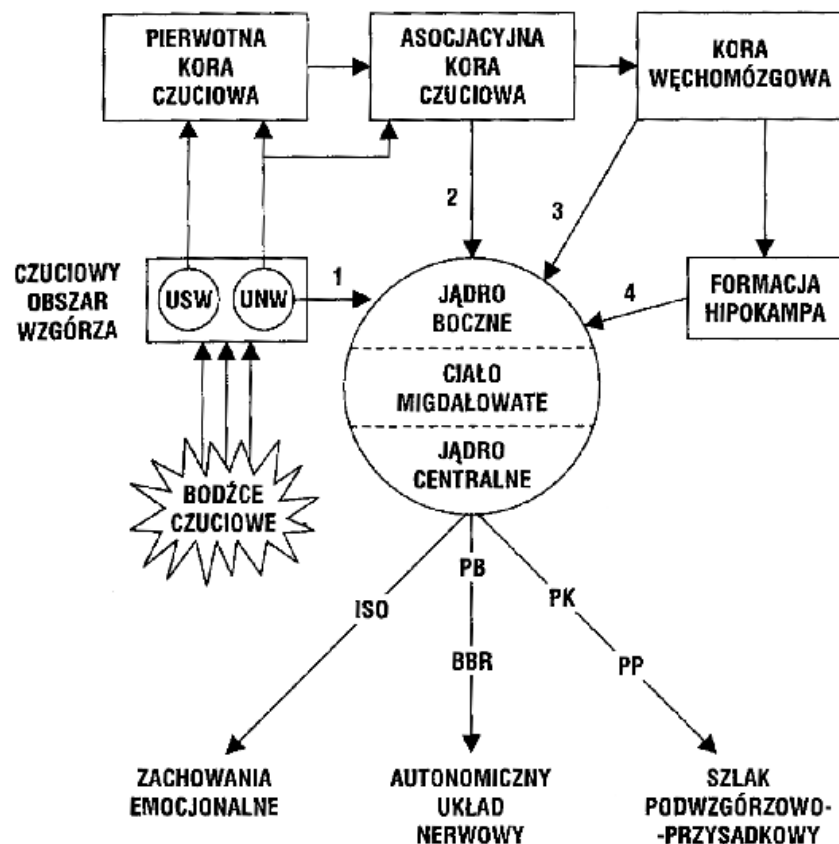 PIERWOTNA
KORA
CZUCIOWA
ASOCJACYJNA
KORA
CZUCIOWA
KORA
WĘCHOMÓZGOWA
2
3
CZUCIOWY
OBSZAR
WZGÓRZA
USW
UNW
1
JĄDRO
BOCZNE
4
FORMACJA
HIPOKAMPA
CIAŁO
MIGDAŁOWATE
JĄDRO
CENTRALNE
BODŹCE
CZUCIOWE
ISO
PB
BBR
PK
PP
ZACHOWANIA
EMOCJONALNE
AUTONOMICZNY
UKŁAD
NERWOWY
SZLAK
PODWZGÓRZOWO-
-PRZYSADKOWY